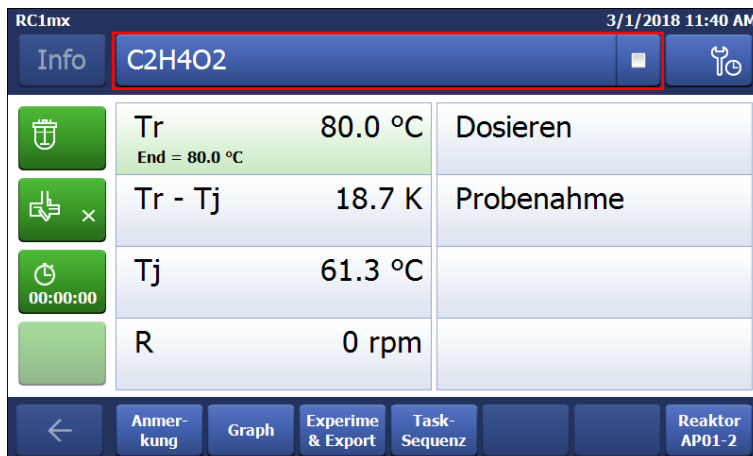 RC1mx 3/1/2018 11:40 AM
Info C2H4O2
Tr 80.0 °C Dosieren
End = 80.0 °C
Tr - Tj 18.7 K Probenahme
Tj 61.3 °C
00:00:00
R 0 rpm
Anmer- Experime Task- Reaktor
kung Graph & Export Sequenz AP01-2